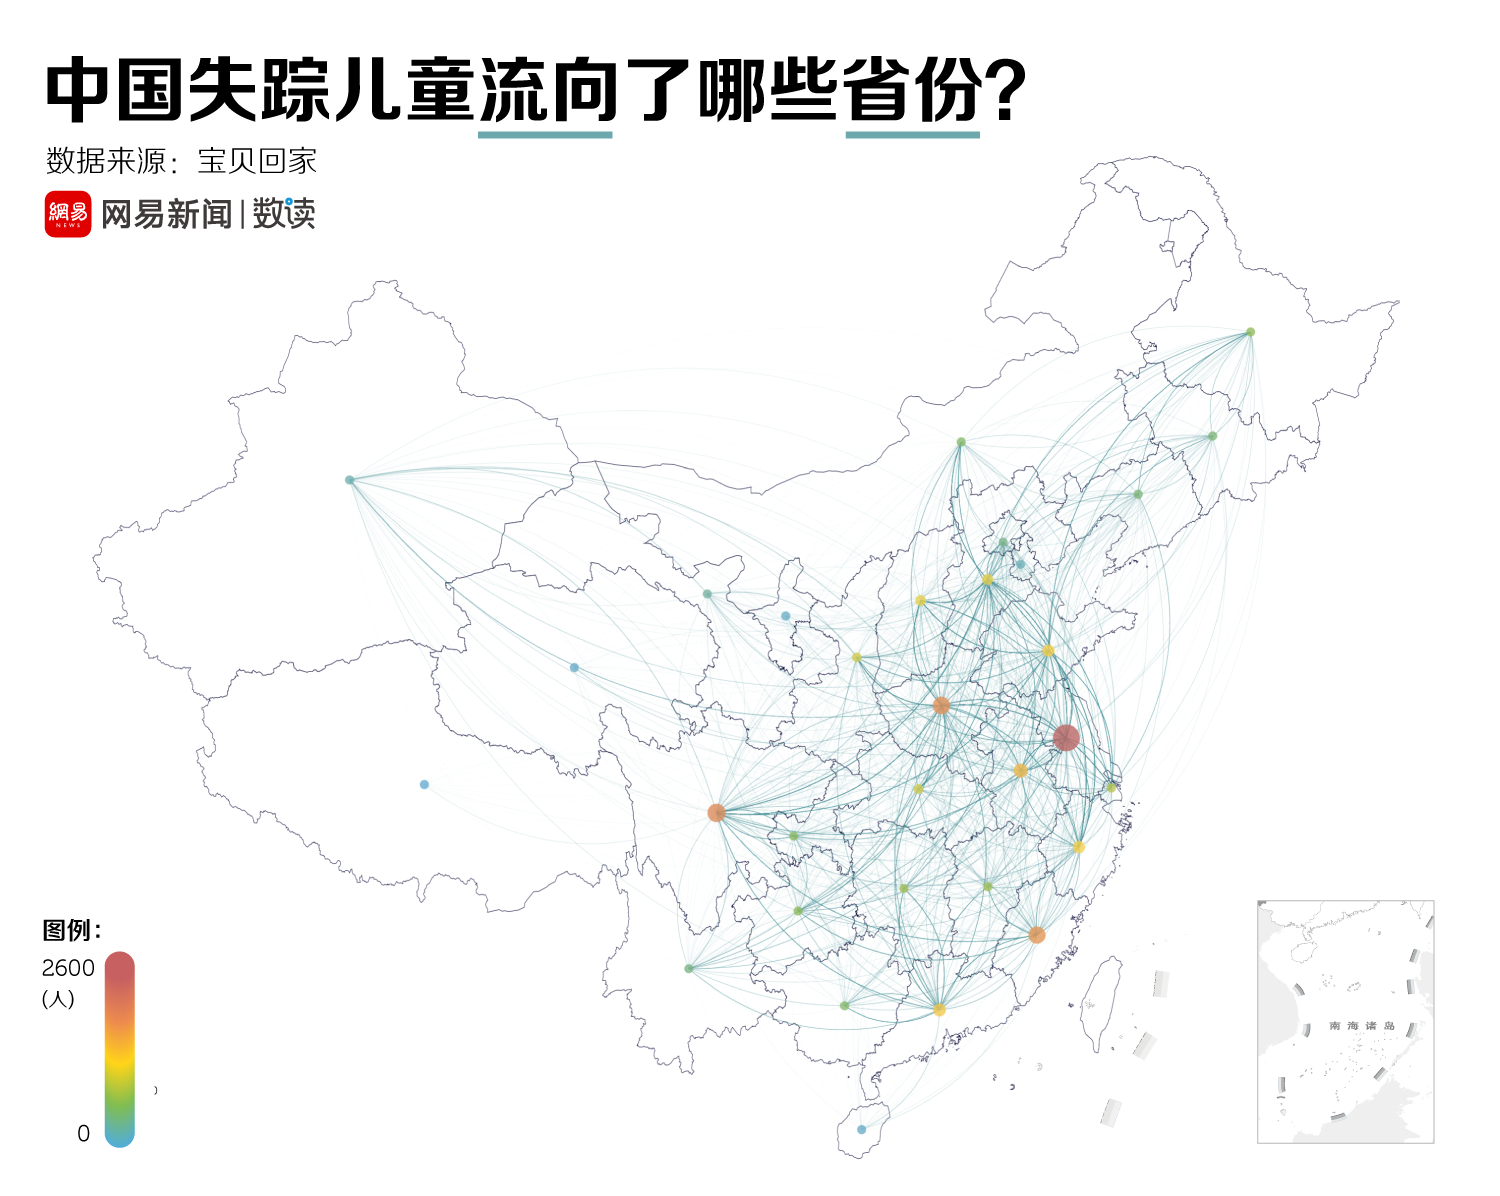 中国失踪儿童流向了哪些省份？
数据来源：宝贝回家
網易 NEWS 网易新闻 | 数读
图例：
2600
(人)
0
南海诸岛